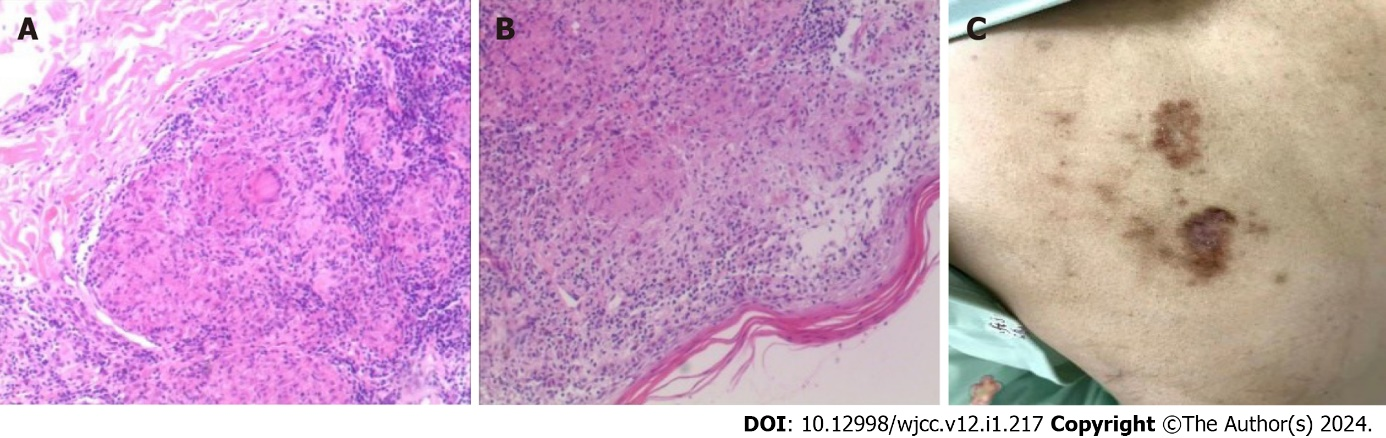 A
B
C
DOI: 10.12998/wjcc.v12.i1.217 Copyright ©The Author(s) 2024.